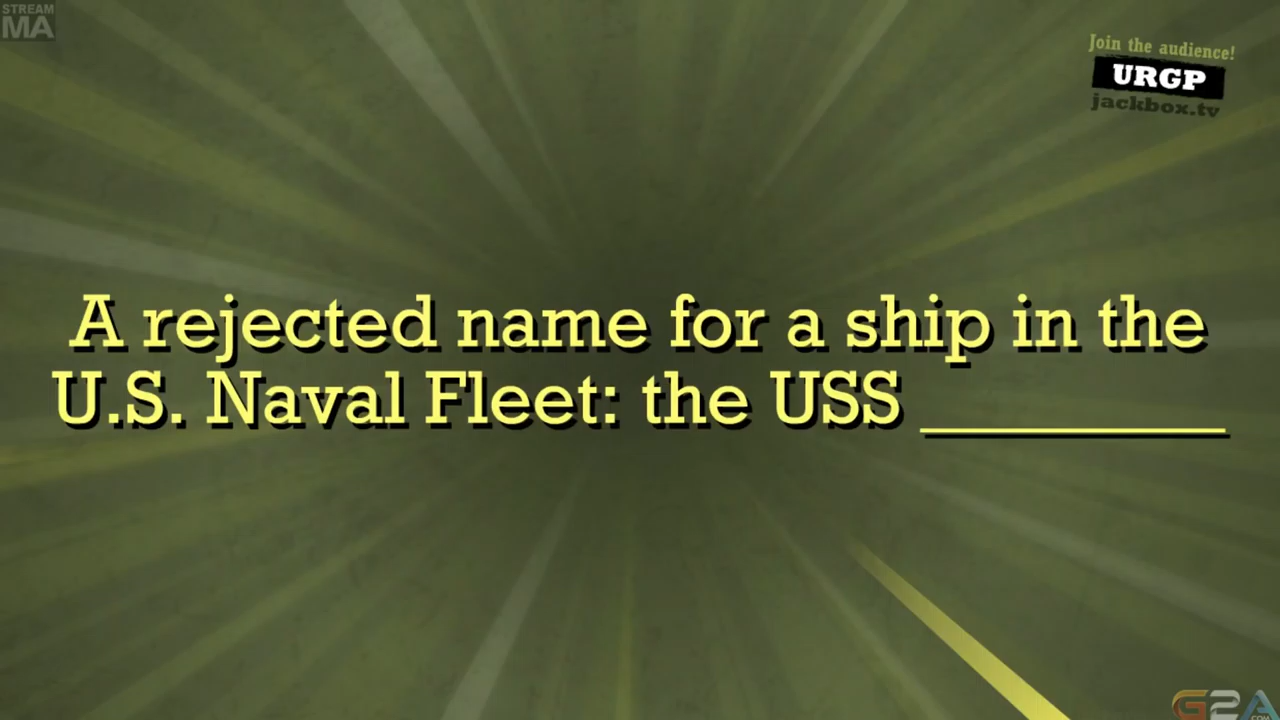 STREAM
MA
Join the audience!
URGP
jackbox.tv
A rejected name for a ship in the
U.S. Naval Fleet: the USS _________
G2A
.COM